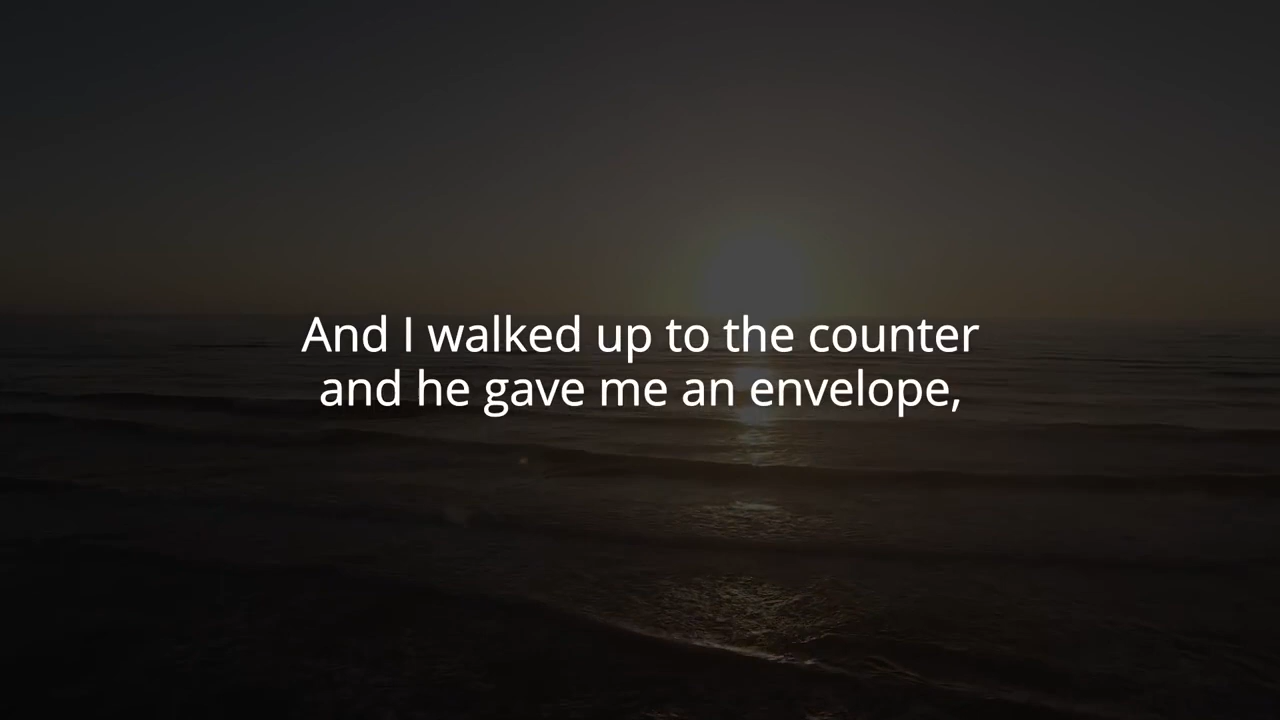 And I walked up to the counter
and he gave me an envelope,